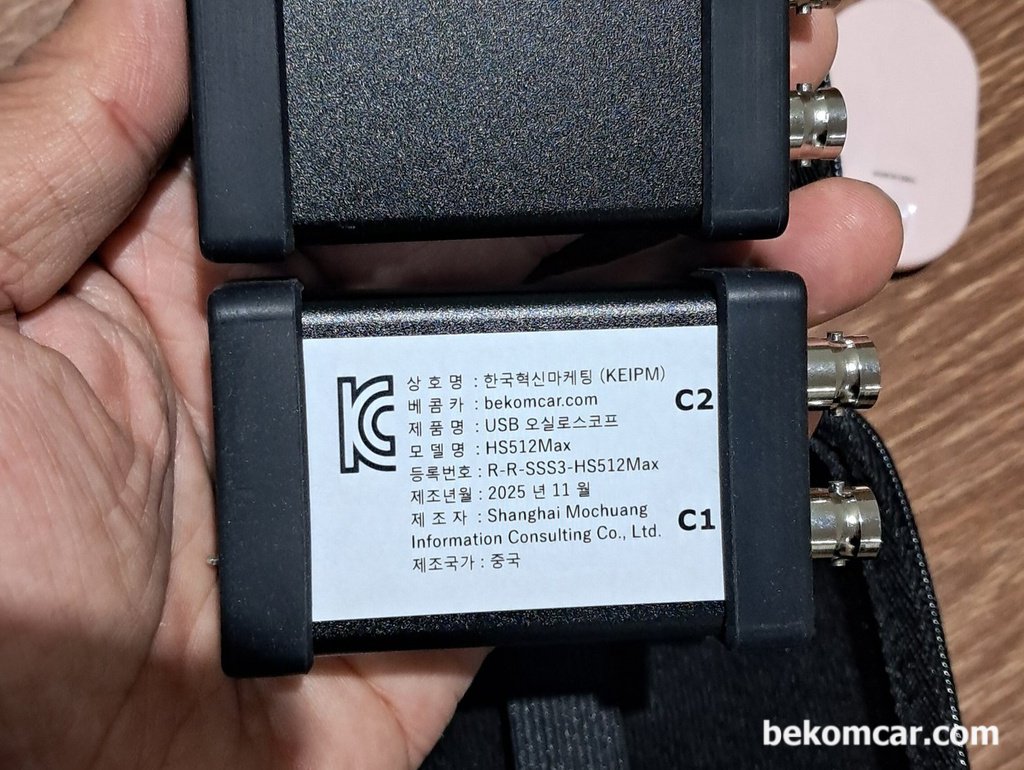 KC
상 호 명 : 한국혁신마케팅 (KEIPM)
베 콤 카 : bekomcar.com
C2
제 품 명 : USB 오실로스코프
모 델 명 : HS512Max
등록번호 : R-R-SSS3-HS512Max
제조년월 : 2025 년 11 월
제 조 자 : Shanghai Mochuang
C1
Information Consulting Co., Ltd.
제조국가 : 중국
bekomcar.com